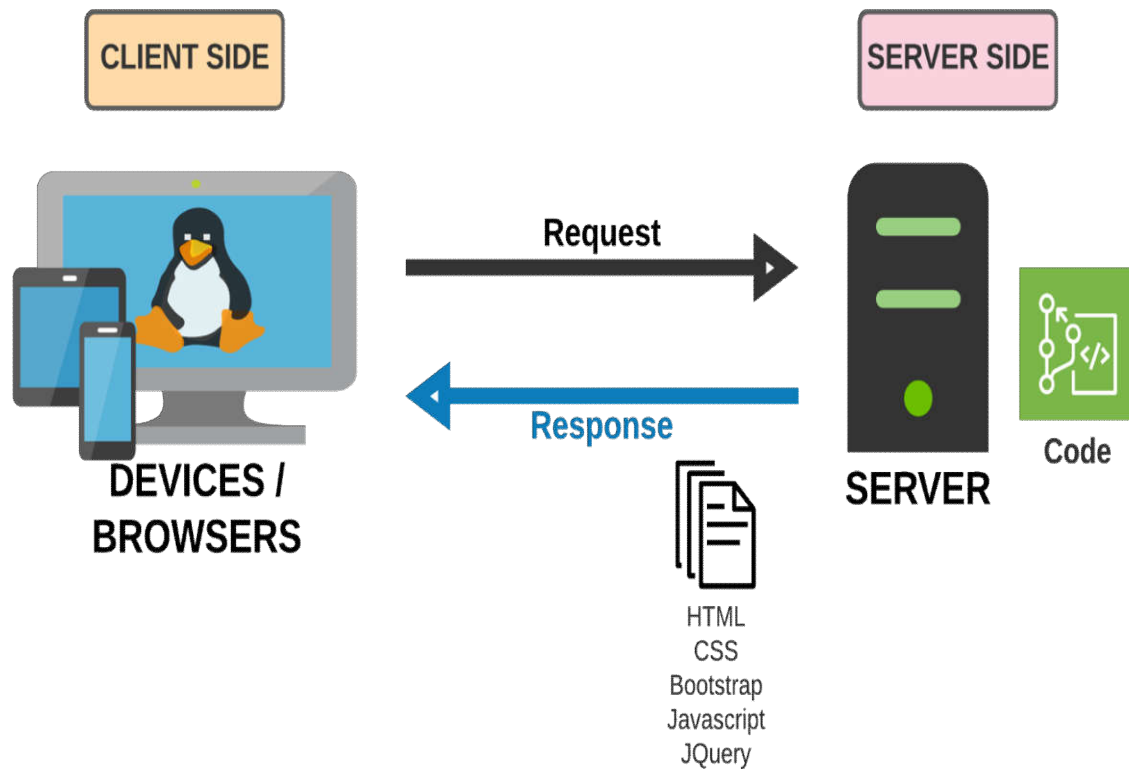 CLIENT SIDE
SERVER SIDE
Request
Response
DEVICES /
BROWSERS
SERVER
</>
Code
HTML
CSS
Bootstrap
Javascript
JQuery